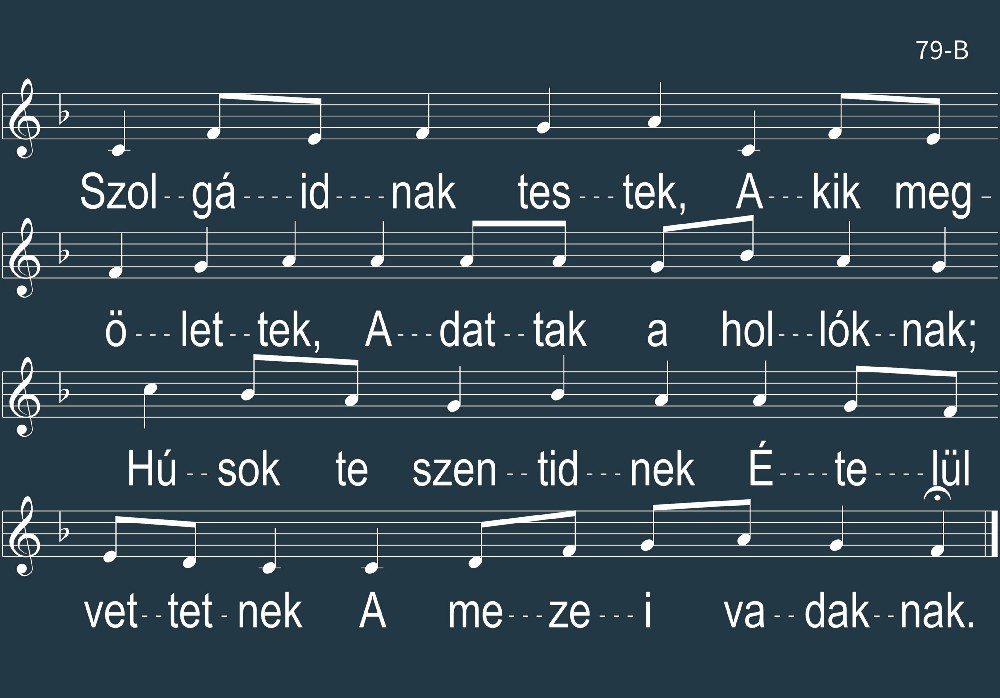 79-B
Szol--gá----id----nak tes---tek, A---kik meg-
ö---let--tek, A---dat--tak a hol---lók--nak;
Hú--sok te szen--tid---nek É----te----lül
vet--tet-nek A me---ze---i va--dak--nak.